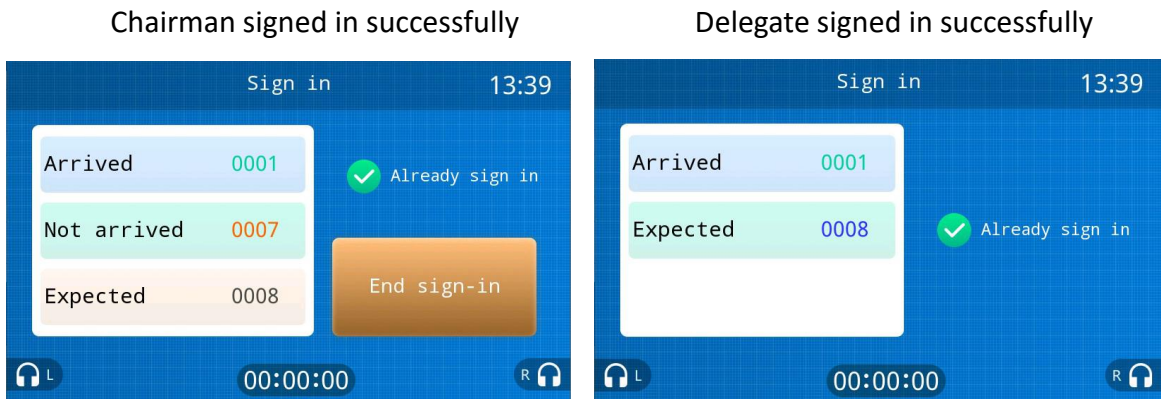 Chairman signed in successfully
Sign in 13:39
Arrived 0001
Already sign in
Not arrived 0007
Expected 0008
End sign-in
L 00:00:00 R
Delegate signed in successfully
Sign in 13:39
Arrived 0001
Expected 0008
Already sign in
L 00:00:00 R